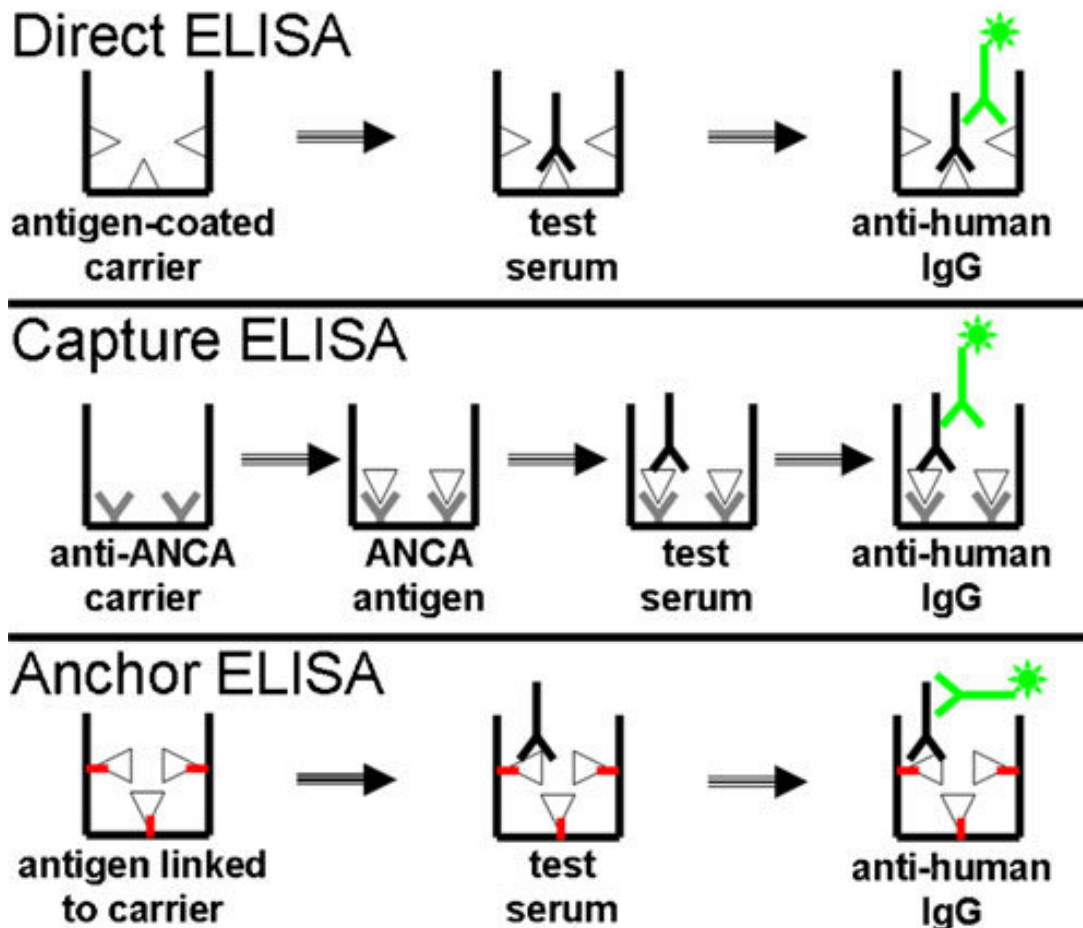 Direct ELISA
antigen-coated
carrier
test
serum
anti-human
IgG
Capture ELISA
anti-ANCA
carrier
ANCA
antigen
test
serum
anti-human
IgG
Anchor ELISA
antigen linked
to carrier
test
serum
anti-human
IgG